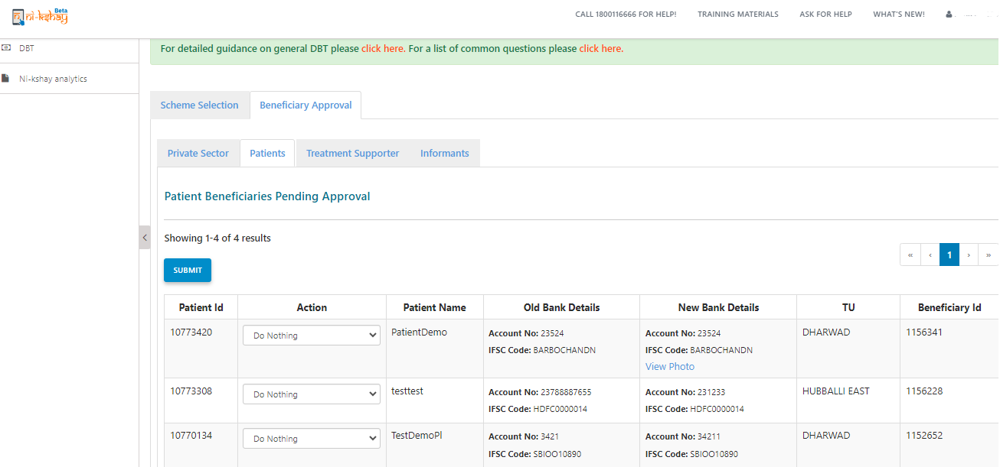 Beta
ni-kshay
CALL 1800116666 FOR HELP! TRAINING MATERIALS ASK FOR HELP WHAT'S NEW!
DBT
Ni-kshay analytics
For detailed guidance on general DBT please click here. For a list of common questions please click here.
Scheme Selection Beneficiary Approval
Private Sector Patients Treatment Supporter Informants
Patient Beneficiaries Pending Approval
Showing 1-4 of 4 results
« ‹ 1 › »
SUBMIT
Patient Id Action Patient Name Old Bank Details New Bank Details TU Beneficiary Id
10773420 Do Nothing PatientDemo Account No: 23524 Account No: 23524 DHARWAD 1156341
IFSC Code: BARBOCHANDN IFSC Code: BARBOCHANDN
View Photo
10773308 Do Nothing testtest Account No: 23788887655 Account No: 231233 HUBBALLI EAST 1156228
IFSC Code: HDFC0000014 IFSC Code: HDFC0000014
10770134 Do Nothing TestDemoPl Account No: 3421 Account No: 34211 DHARWAD 1152652
IFSC Code: SBIOO10890 IFSC Code: SBIOO10890